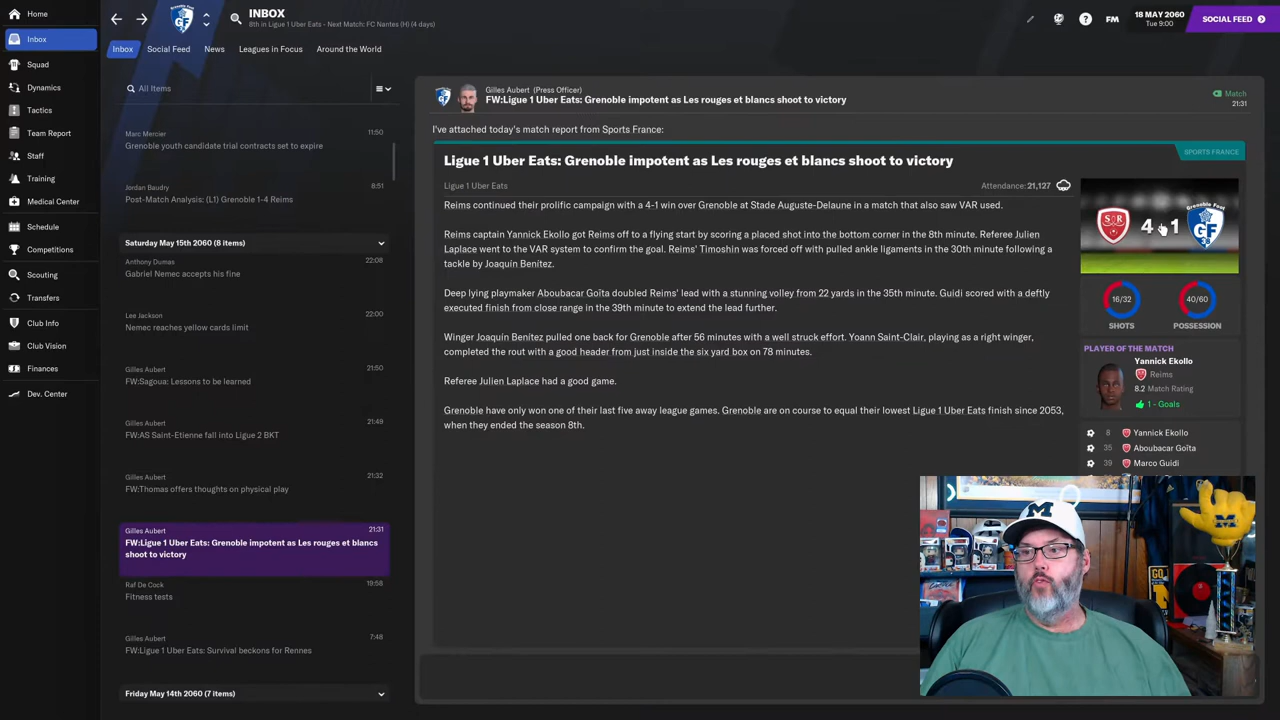 Home
Inbox
Squad
Dynamics
Tactics
Team Report
Staff
Training
Medical Center
Schedule
Competitions
Scouting
Transfers
Club Info
Club Vision
Finances
Dev. Center
INBOX
8th in Ligue 1 Uber Eats - Next Match: FC Nantes (H) (4 days)
FM
18 MAY 2060
Tue 9:00
SOCIAL FEED
Inbox
Social Feed
News
Leagues in Focus
Around the World
All Items
Marc Mercier
11:50
Grenoble youth candidate trial contracts set to expire
Jordan Baudry
8:51
Post-Match Analysis: (L1) Grenoble 1-4 Reims
Saturday May 15th 2060 (8 items)
Anthony Dumas
22:08
Gabriel Nemec accepts his fine
Lee Jackson
22:00
Nemec reaches yellow cards limit
Gilles Aubert
21:50
FW:Sagoua: Lessons to be learned
Gilles Aubert
21:49
FW:AS Saint-Etienne fall into Ligue 2 BKT
Gilles Aubert
21:32
FW:Thomas offers thoughts on physical play
Gilles Aubert
21:31
FW:Ligue 1 Uber Eats: Grenoble impotent as Les rouges et blancs
shoot to victory
Raf De Cock
19:58
Fitness tests
Gilles Aubert
7:48
FW:Ligue 1 Uber Eats: Survival beckons for Rennes
Friday May 14th 2060 (7 items)
Gilles Aubert (Press Officer)
FW:Ligue 1 Uber Eats: Grenoble impotent as Les rouges et blancs shoot to victory
Match
21:31
I've attached today's match report from Sports France:
Ligue 1 Uber Eats: Grenoble impotent as Les rouges et blancs shoot to victory
SPORTS FRANCE
Ligue 1 Uber Eats
Attendance: 21,127
Reims continued their prolific campaign with a 4-1 win over Grenoble at Stade Auguste-Delaune in a match that also saw VAR used.
Reims captain Yannick Ekollo got Reims off to a flying start by scoring a placed shot into the bottom corner in the 8th minute. Referee Julien
Laplace went to the VAR system to confirm the goal. Reims' Timoshin was forced off with pulled ankle ligaments in the 30th minute following a
tackle by Joaquín Benítez.
Deep lying playmaker Aboubacar Goïta doubled Reims' lead with a stunning volley from 22 yards in the 35th minute. Guidi scored with a deftly
executed finish from close range in the 39th minute to extend the lead further.
Winger Joaquín Benítez pulled one back for Grenoble after 56 minutes with a well struck effort. Yoann Saint-Clair, playing as a right winger,
completed the rout with a good header from just inside the six yard box on 78 minutes.
Referee Julien Laplace had a good game.
Grenoble have only won one of their last five away league games. Grenoble are on course to equal their lowest Ligue 1 Uber Eats finish since 2053,
when they ended the season 8th.
4 1
16/32
40/60
SHOTS
POSSESSION
PLAYER OF THE MATCH
Yannick Ekollo
Reims
8.2 Match Rating
1 - Goals
8 Yannick Ekollo
35 Aboubacar Goïta
39 Marco Guidi
M